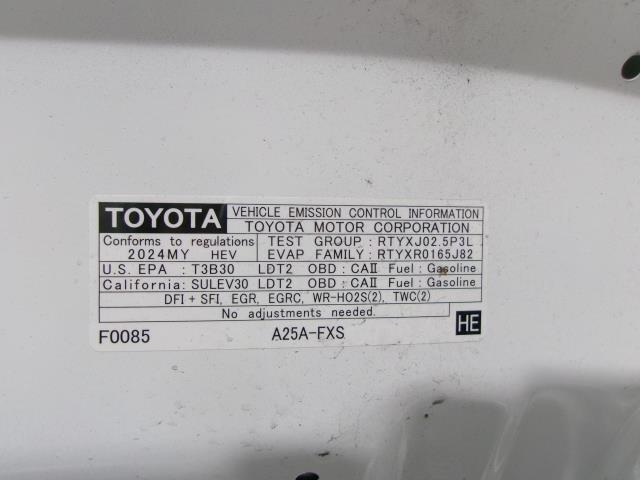 TOYOTA VEHICLE EMISSION CONTROL INFORMATION
TOYOTA MOTOR CORPORATION
Conforms to regulations TEST GROUP : RTYXJ02.5P3L
2024MY HEV EVAP FAMILY : RTYXR0165J82
U.S. EPA : T3B30 LDT2 OBD : CAⅡ Fuel : Gasoline
California: SULEV30 LDT2 OBD : CAⅡ Fuel : Gasoline
DFI + SFI, EGR, EGRC, WR-HO2S(2), TWC(2)
No adjustments needed.
F0085 A25A-FXS HE